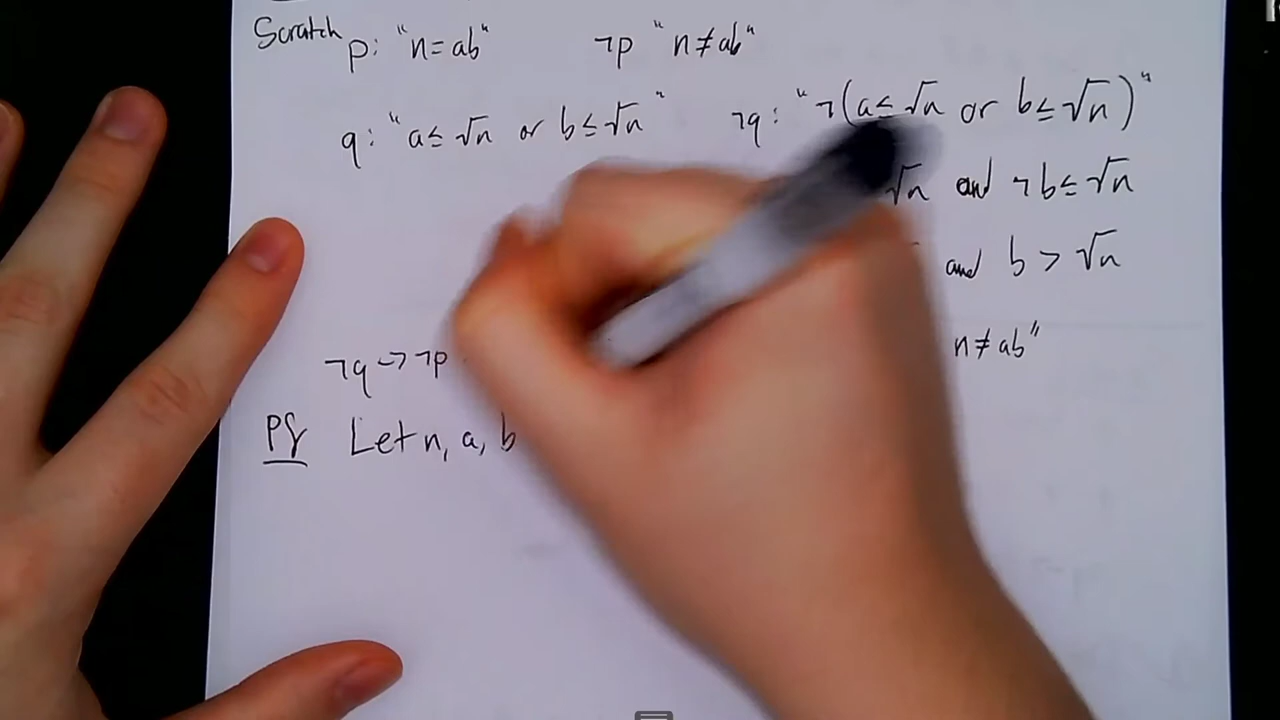 Scratch p: "n=ab" ¬p "n≠ab"
q: "a≤√n or b≤√n" ¬q: "¬(a≤√n or b≤√n)"
√n and ¬b≤√n
and b > √n
¬q→¬p n≠ab"
Pf Let n, a, b